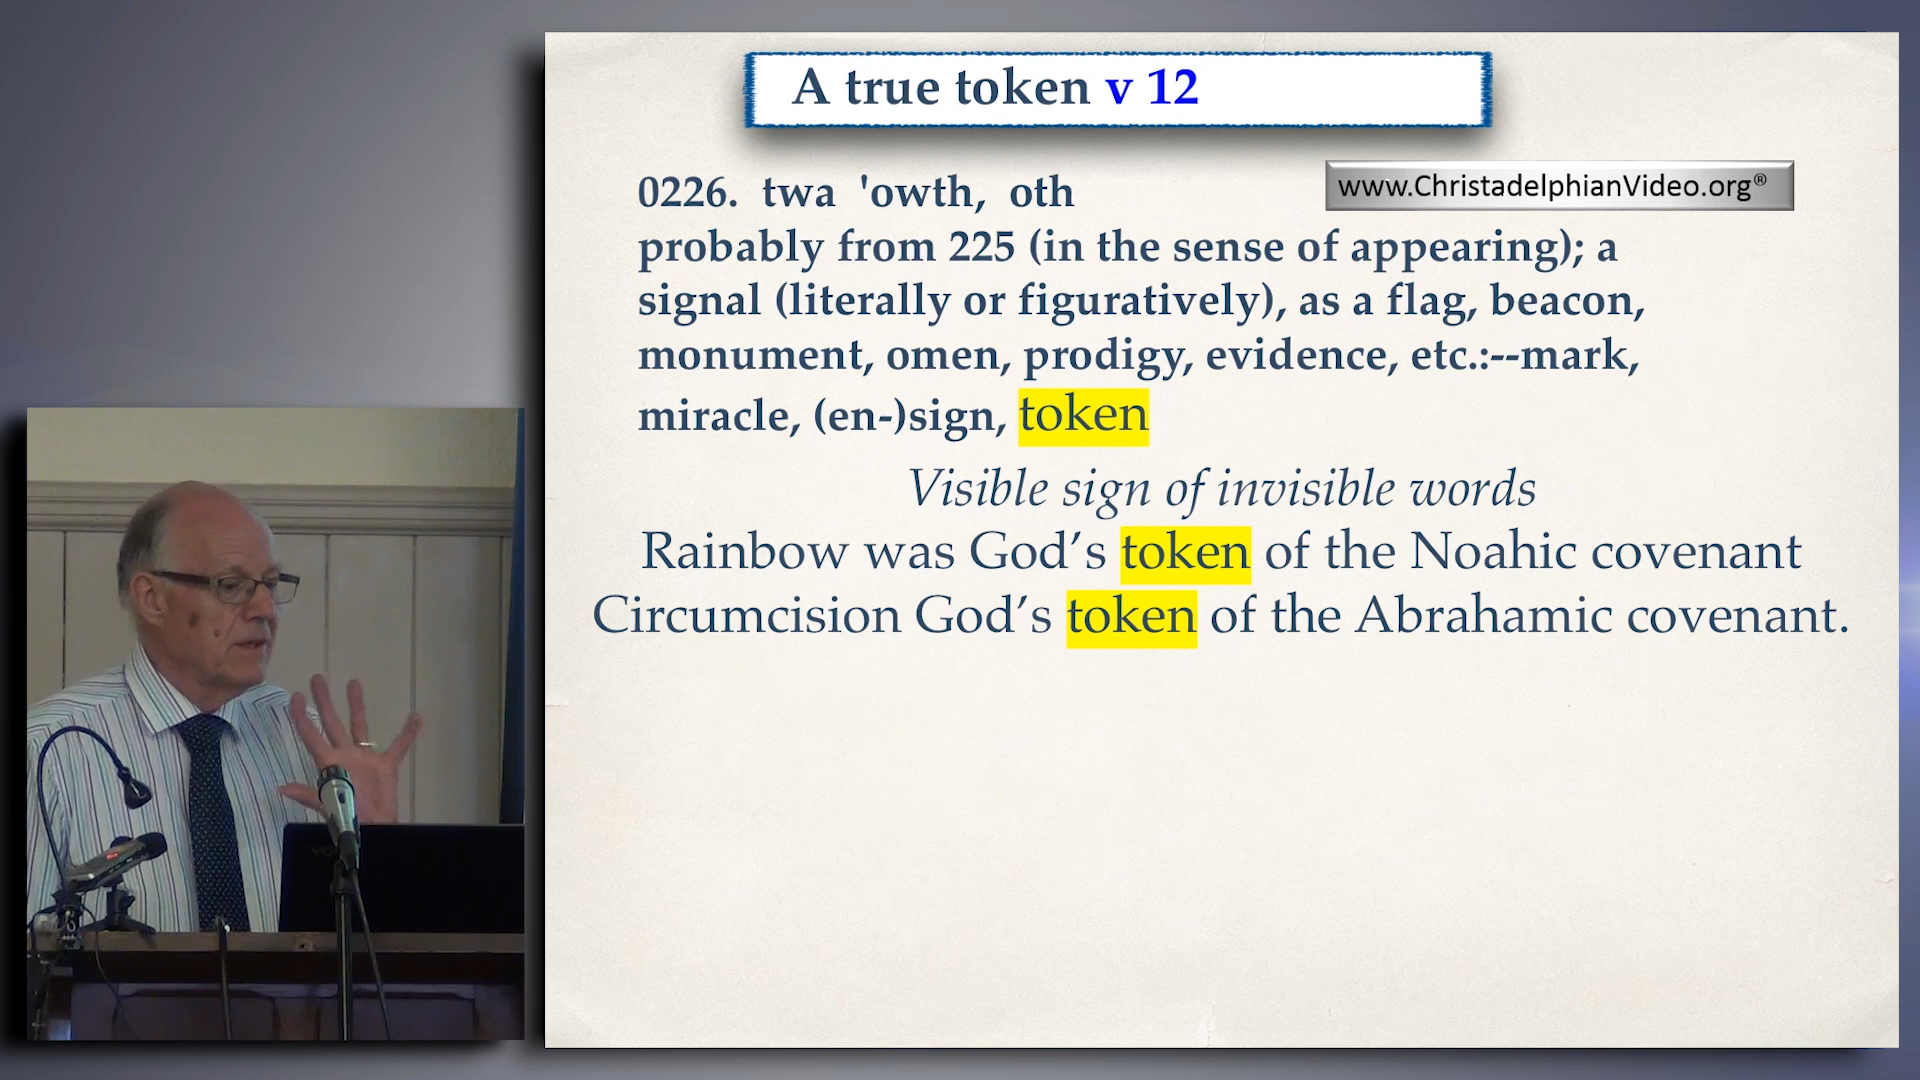 A true token v 12
www.ChristadelphianVideo.org®
0226. twa 'owth, oth
probably from 225 (in the sense of appearing); a
signal (literally or figuratively), as a flag, beacon,
monument, omen, prodigy, evidence, etc.:--mark,
miracle, (en-)sign, token
Visible sign of invisible words
Rainbow was God's token of the Noahic covenant
Circumcision God's token of the Abrahamic covenant.